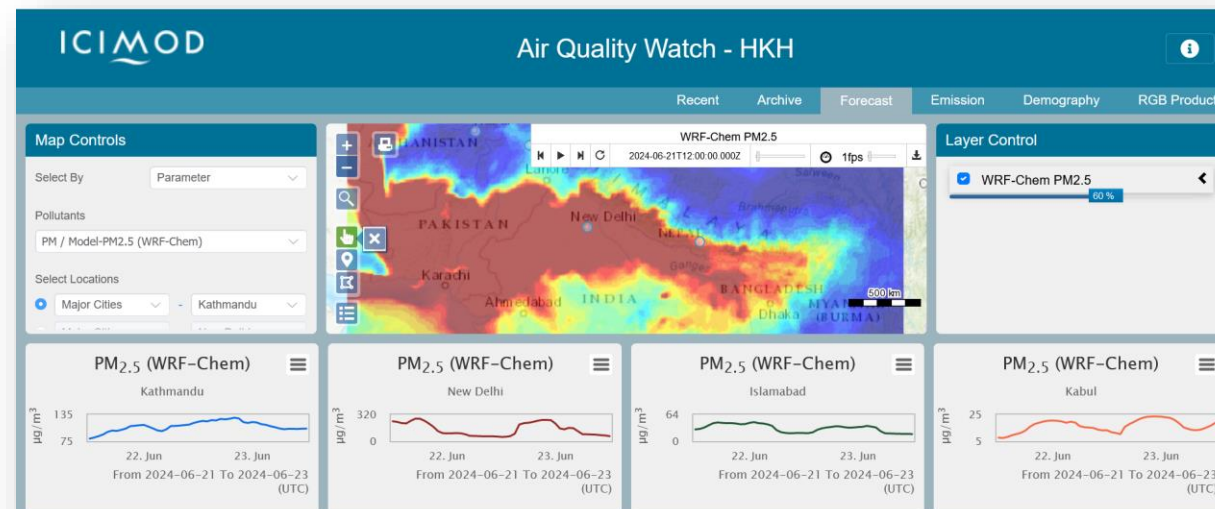 ICIMOD
Air Quality Watch - HKH
Recent Archive Forecast Emission Demography RGB Product
Map Controls
Select By Parameter
Pollutants
PM / Model-PM2.5 (WRF-Chem)
Select Locations
Major Cities - Kathmandu
WRF-Chem PM2.5
2024-06-21T12:00:00.000Z 1fps
Lahore
PAKISTAN
New Delhi
HIMALAYA
NEPAL
Brahmaputra
Ganges
Karachi
BANGLADESH
Ahmedabad
INDIA
Dhaka
(BURMA)
500 km
Layer Control
WRF-Chem PM2.5
60 %
PM2.5 (WRF-Chem)
Kathmandu
µg/m³
135
75
22. Jun 23. Jun
From 2024-06-21 To 2024-06-23
(UTC)
PM2.5 (WRF-Chem)
New Delhi
µg/m³
320
0
22. Jun 23. Jun
From 2024-06-21 To 2024-06-23
(UTC)
PM2.5 (WRF-Chem)
Islamabad
µg/m³
64
0
22. Jun 23. Jun
From 2024-06-21 To 2024-06-23
(UTC)
PM2.5 (WRF-Chem)
Kabul
µg/m³
25
5
22. Jun 23. Jun
From 2024-06-21 To 2024-06-23
(UTC)